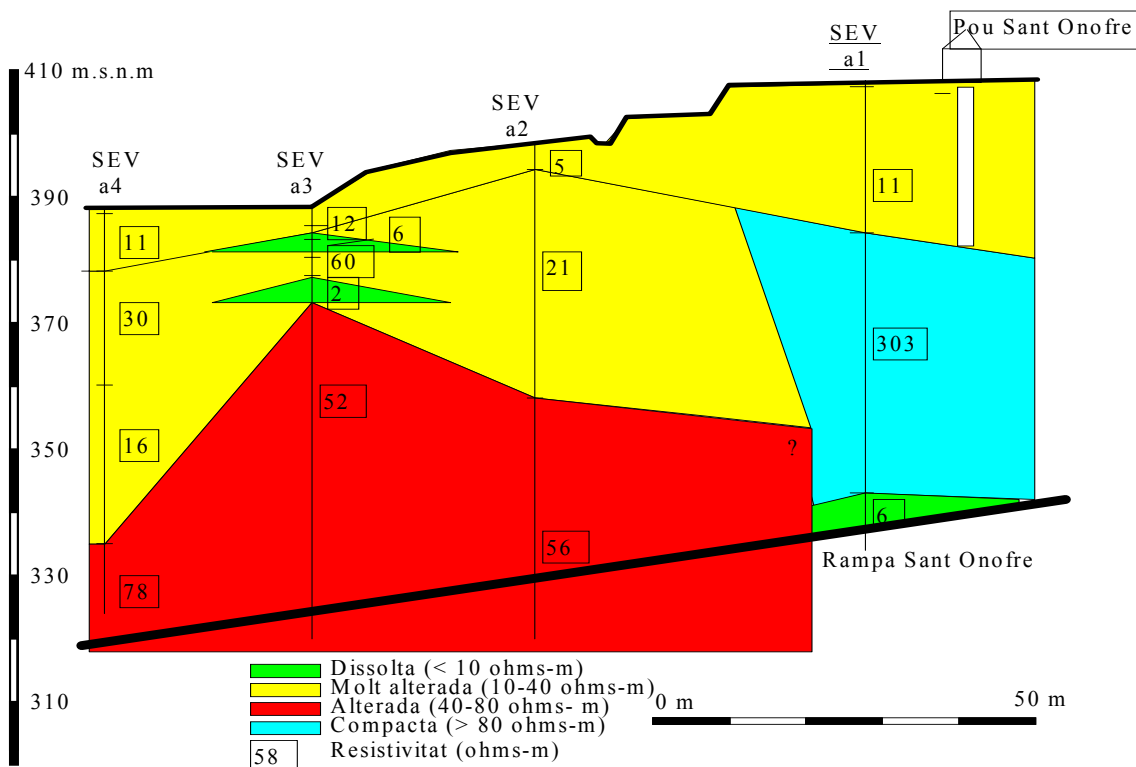 Pou Sant Onofre
SEV
a1
410 m.s.n.m
SEV
a2
SEV
a4
SEV
a3
390
5
11
12
11
6
60
21
2
370
30
303
52
350
16
?
6
56
Rampa Sant Onofre
330
78
310
Dissolta (< 10 ohms-m)
Molt alterada (10-40 ohms-m)
Alterada (40-80 ohms- m)
Compacta (> 80 ohms-m)
58 Resistivitat (ohms-m)
0 m
50 m